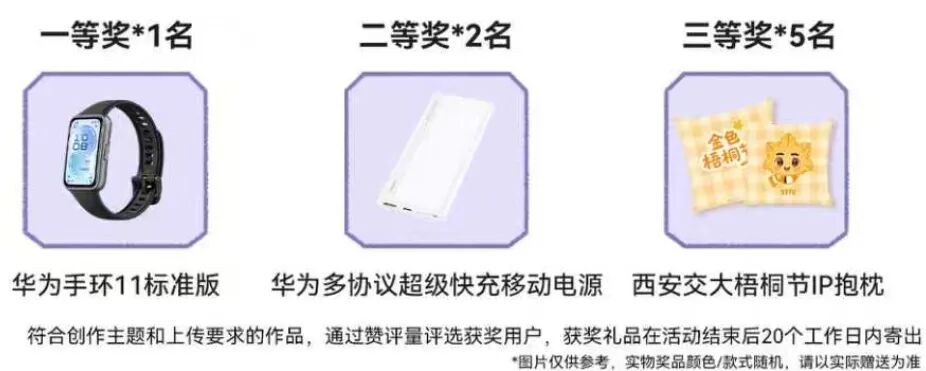 一等奖*1名
二等奖*2名
三等奖*5名
金色
梧桐节
XJTU
华为手环11标准版
华为多协议超级快充移动电源
西安交大梧桐节IP抱枕
符合创作主题和上传要求的作品，通过赞评量评选获奖用户，获奖礼品在活动结束后20个工作日内寄出
*图片仅供参考，实物奖品颜色/款式随机，请以实际赠送为准